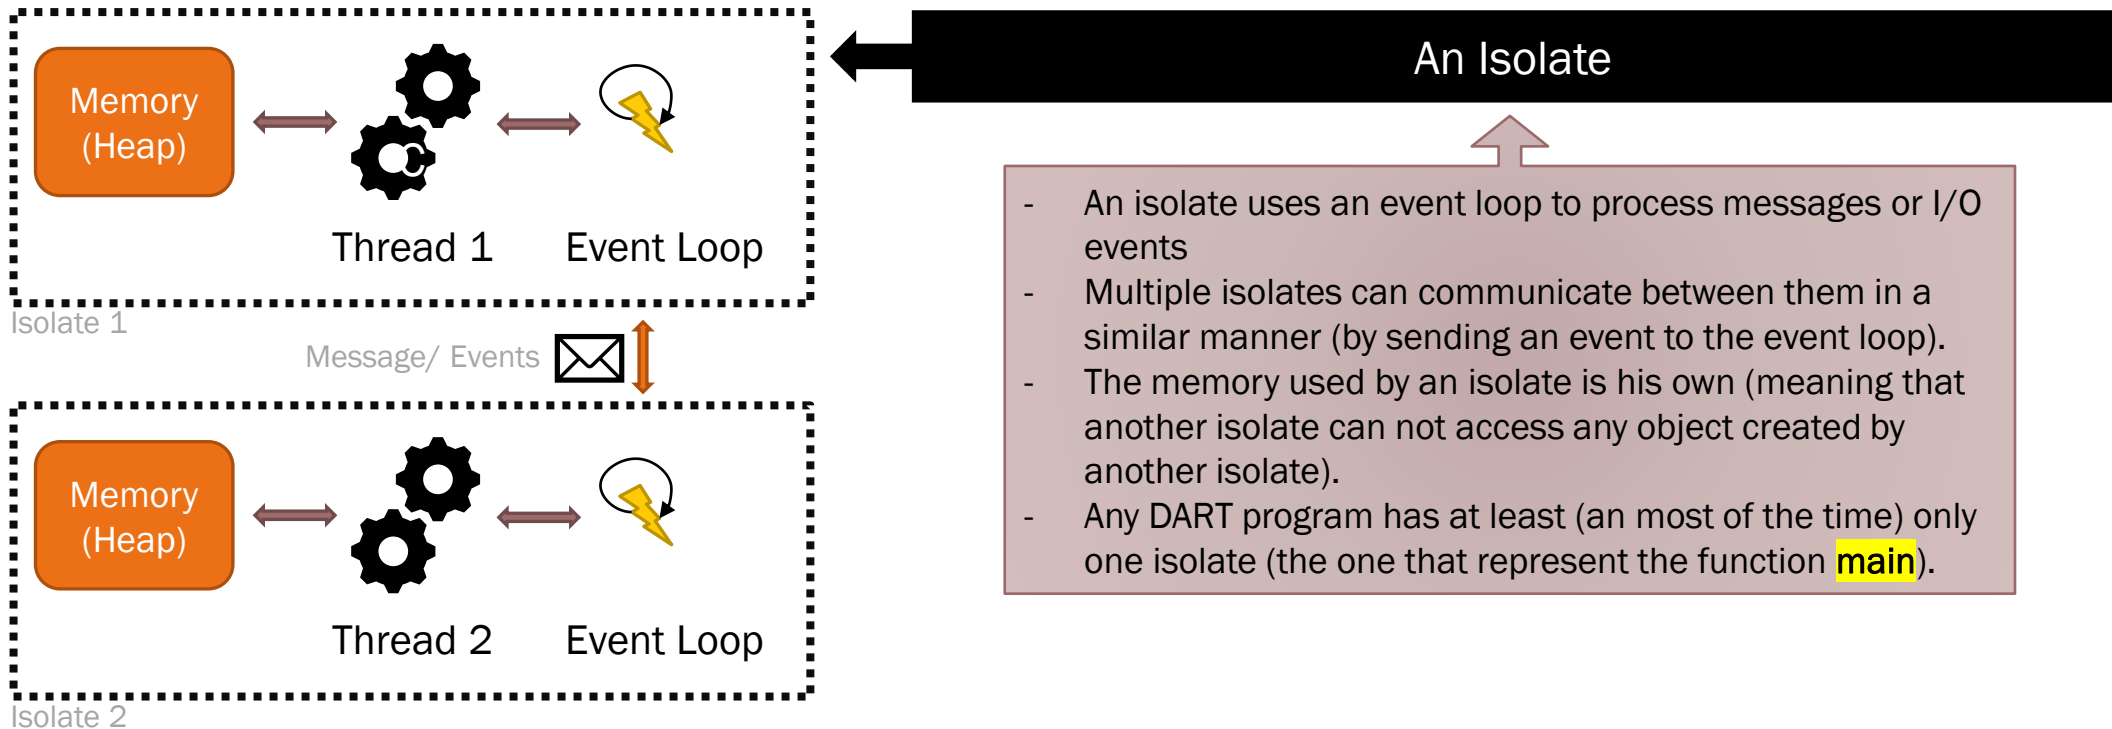 Memory
(Heap)
Thread 1
Event Loop
Isolate 1
Message/ Events
Memory
(Heap)
Thread 2
Event Loop
Isolate 2
An Isolate
- An isolate uses an event loop to process messages or I/O
events
- Multiple isolates can communicate between them in a
similar manner (by sending an event to the event loop).
- The memory used by an isolate is his own (meaning that
another isolate can not access any object created by
another isolate).
- Any DART program has at least (an most of the time) only
one isolate (the one that represent the function main).